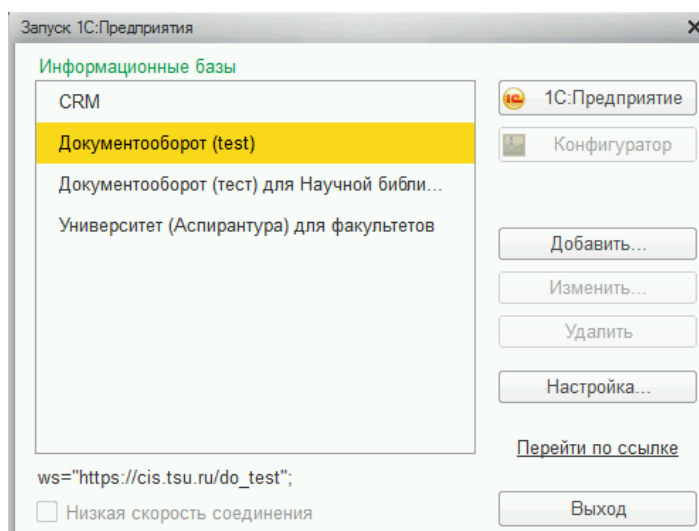 Запуск 1С:Предприятия
Информационные базы
CRM
Документооборот (test)
Документооборот (тест) для Научной библи...
Университет (Аспирантура) для факультетов
1С:Предприятие
Конфигуратор
Добавить...
Изменить...
Удалить
Настройка...
Перейти по ссылке
ws="https://cis.tsu.ru/do_test";
Низкая скорость соединения
Выход